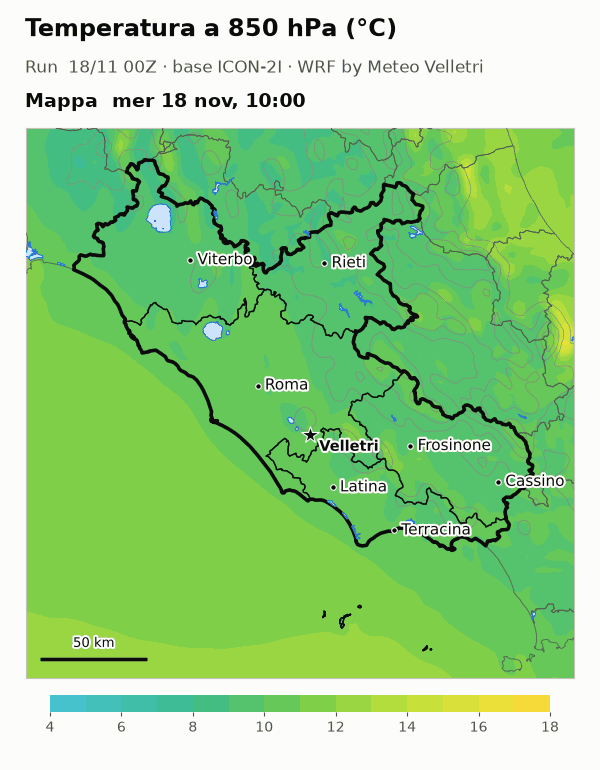 Temperatura a 850 hPa (°C)
Run  18/11 00Z · base ICON-2I · WRF by Meteo Velletri
Mappa  mer 18 nov, 10:00
Viterbo
Rieti
Roma
Velletri
Frosinone
Latina
Cassino
Terracina
50 km
4 6 8 10 12 14 16 18